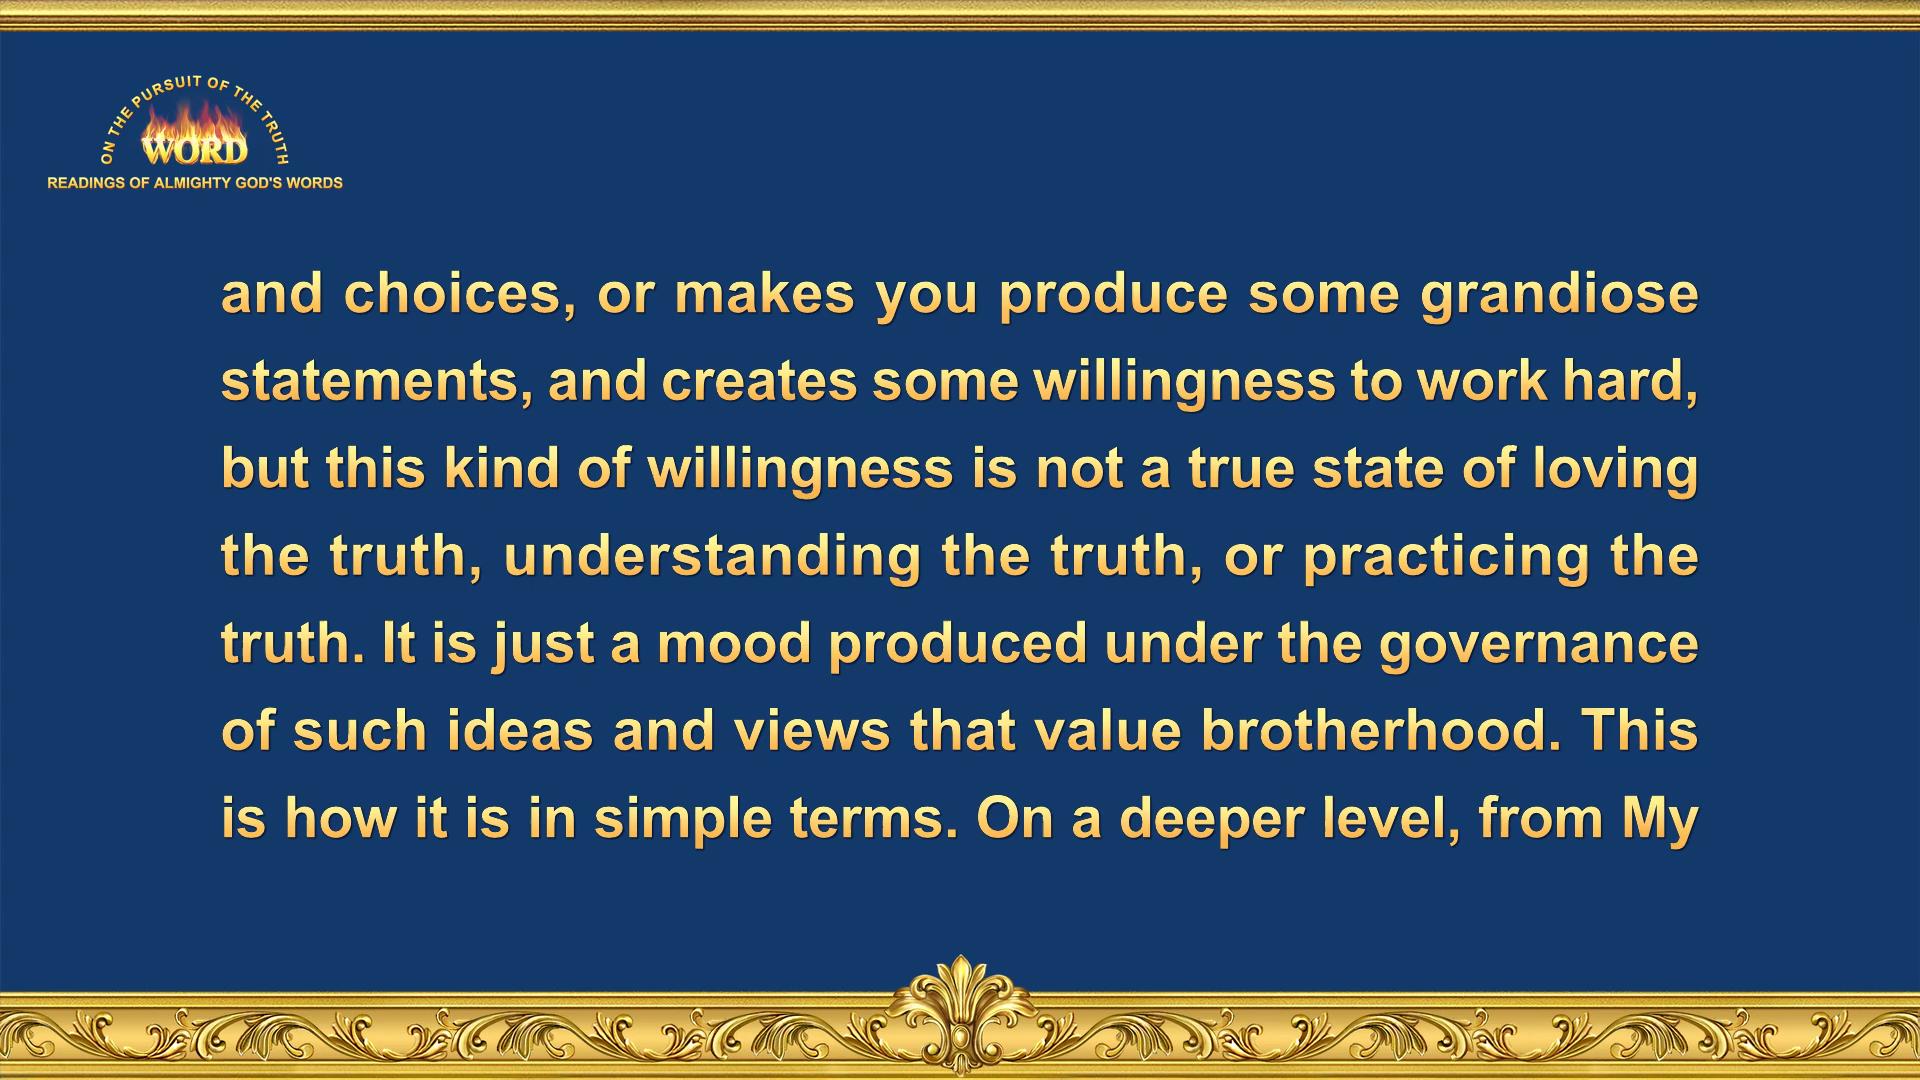 ON THE PURSUIT OF THE TRUTH
WORD
READINGS OF ALMIGHTY GOD'S WORDS
and choices, or makes you produce some grandiose
statements, and creates some willingness to work hard,
but this kind of willingness is not a true state of loving
the truth, understanding the truth, or practicing the
truth. It is just a mood produced under the governance
of such ideas and views that value brotherhood. This
is how it is in simple terms. On a deeper level, from My